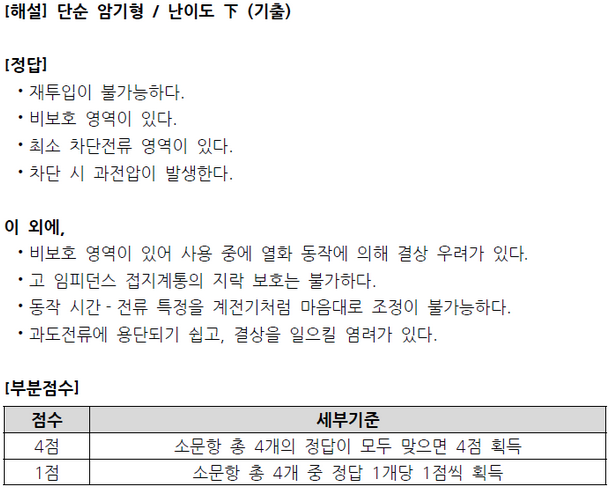 [해설] 단순 암기형 / 난이도 下 (기출)
[정답]
• 재투입이 불가능하다.
• 비보호 영역이 있다.
• 최소 차단전류 영역이 있다.
• 차단 시 과전압이 발생한다.
이 외에,
• 비보호 영역이 있어 사용 중에 열화 동작에 의해 결상 우려가 있다.
• 고 임피던스 접지계통의 지락 보호는 불가하다.
• 동작 시간 - 전류 특정을 계전기처럼 마음대로 조정이 불가능하다.
• 과도전류에 용단되기 쉽고, 결상을 일으킬 염려가 있다.
[부분점수]
점수 세부기준
4점 소문항 총 4개의 정답이 모두 맞으면 4점 획득
1점 소문항 총 4개 중 정답 1개당 1점씩 획득